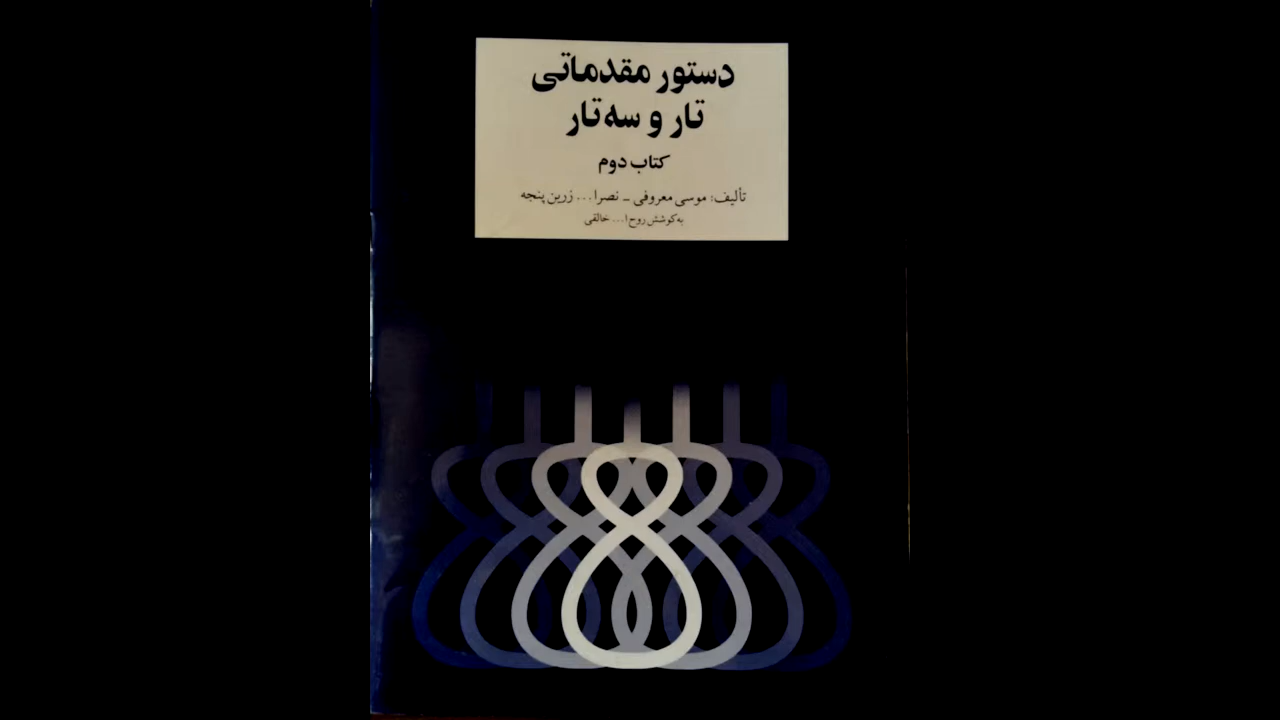 دستور مقدماتی
تار و سه‌تار
کتاب دوم
تألیف: موسی معروفی ـ نصرا... زرین‌پنجه
به‌کوشش روح‌ا... خالقی